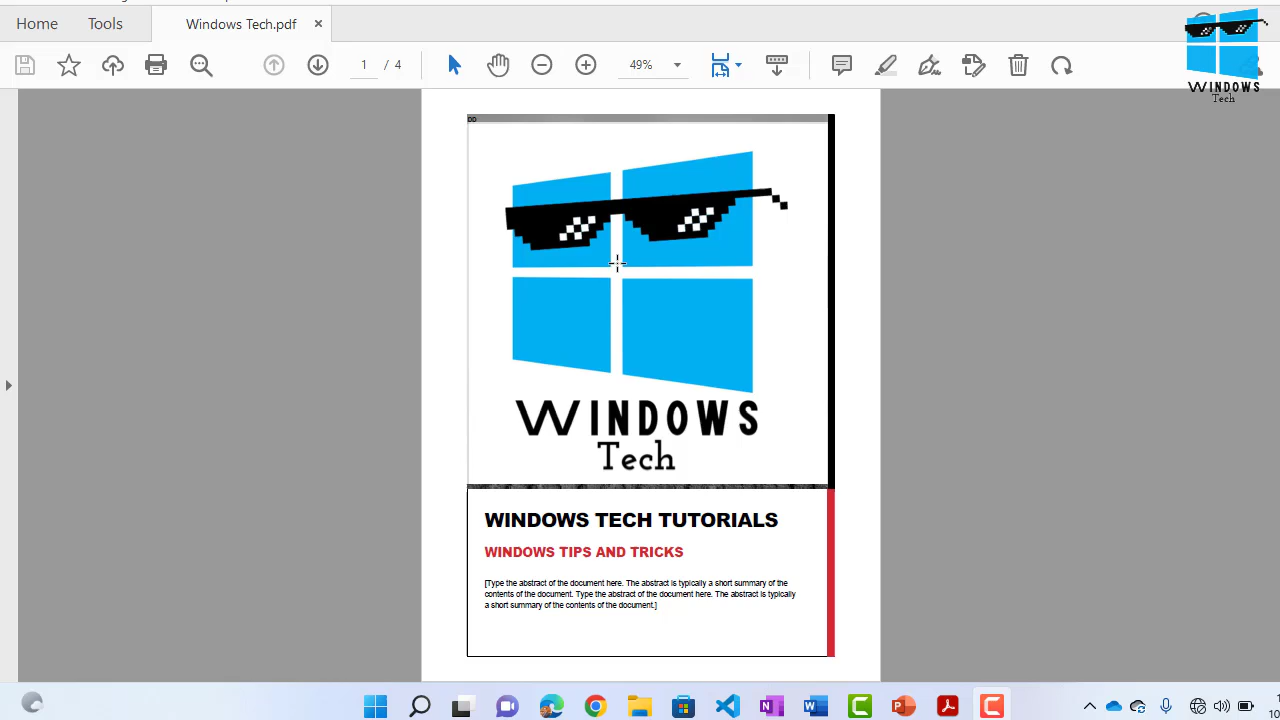 Home
Tools
Windows Tech.pdf
1 / 4
49%
WINDOWS
Tech
WINDOWS
Tech
WINDOWS TECH TUTORIALS
WINDOWS TIPS AND TRICKS
[Type the abstract of the document here. The abstract is typically a short summary of the
contents of the document. Type the abstract of the document here. The abstract is typically
a short summary of the contents of the document.]